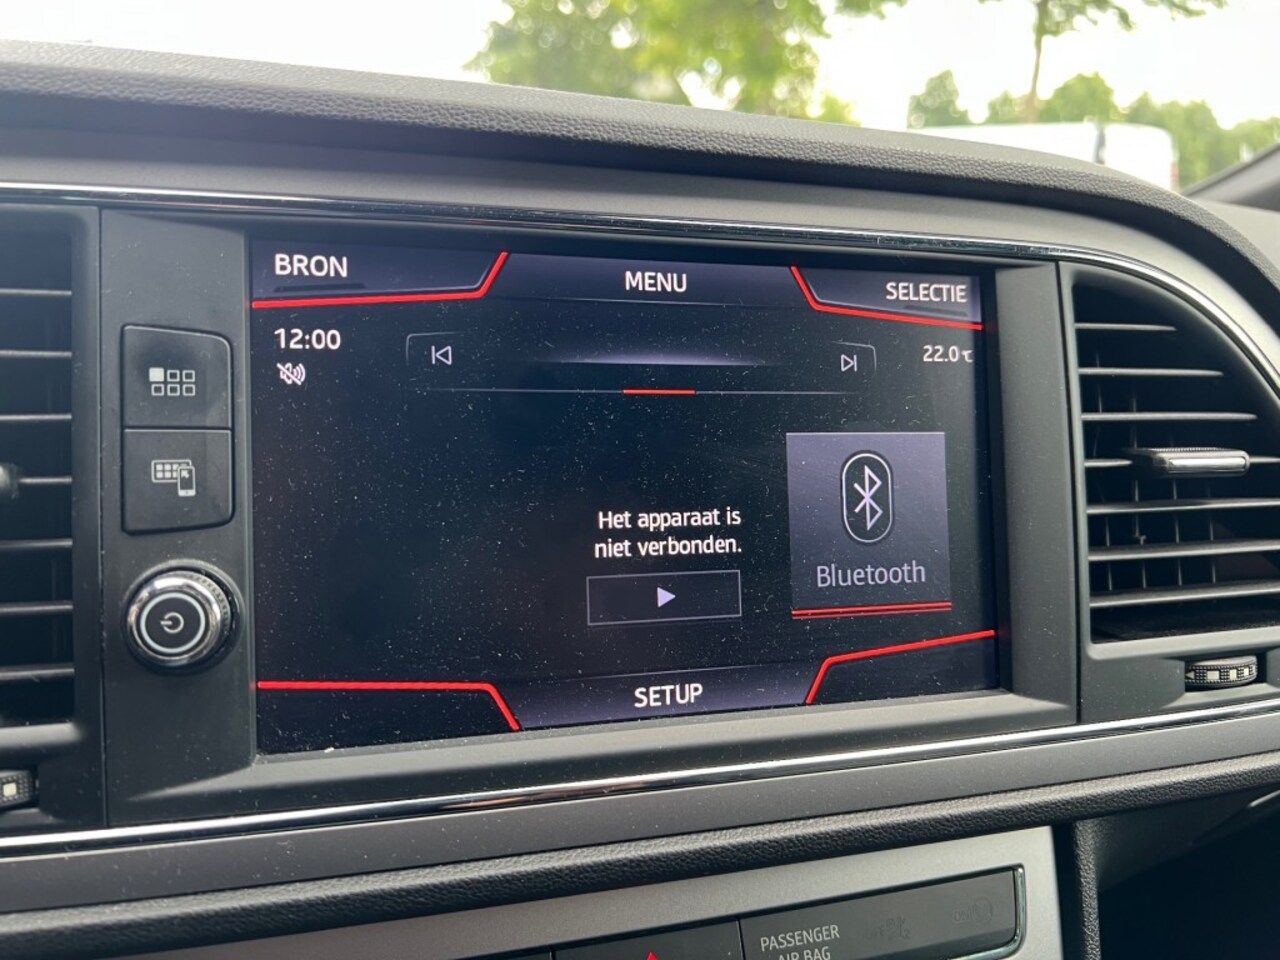 BRON
MENU
SELECTIE
12:00
22.0℃
Het apparaat is
niet verbonden.
Bluetooth
SETUP
PASSENGER
AIR BAG